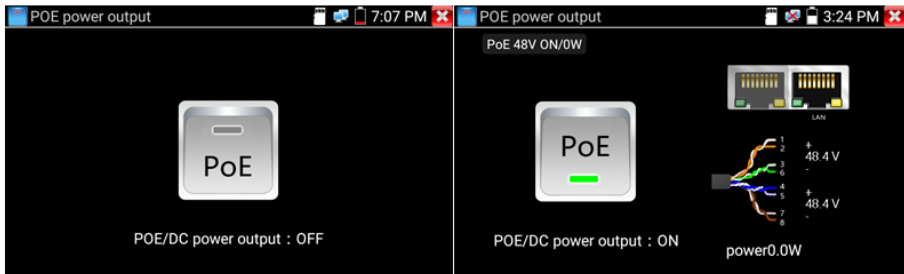 POE power output
7:07 PM
PoE
POE/DC power output : OFF
POE power output
3:24 PM
PoE 48V ON/0W
LAN
PoE
1
2
+
48.4 V
3
6
-
4
5
+
48.4 V
7
8
-
POE/DC power output : ON
power0.0W